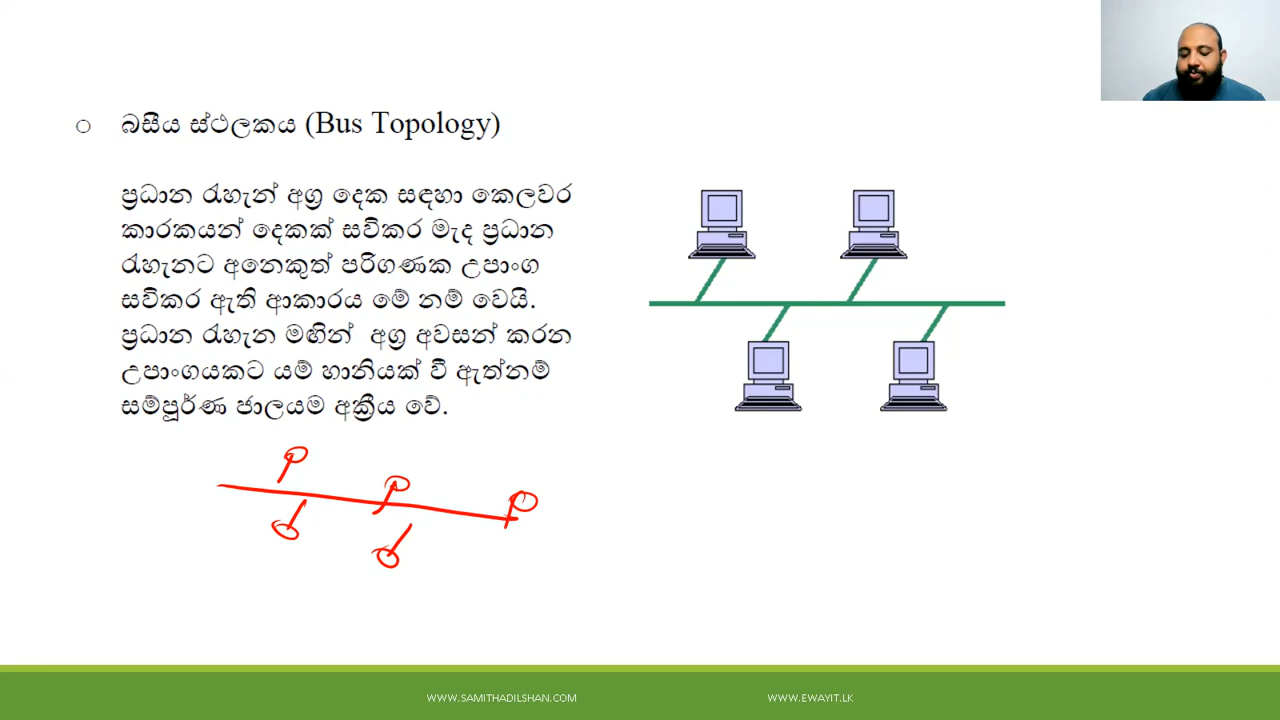 බසීය ස්ථලකය (Bus Topology)
ප්‍රධාන රැහැන් අග්‍ර දෙක සඳහා කෙලවර
කාරකයන් දෙකක් සවිකර මැද ප්‍රධාන
රැහැනට අනෙකුත් පරිගණක උපාංග
සවිකර ඇති ආකාරය මේ නම් වෙයි.
ප්‍රධාන රැහැන මඟින් අග්‍ර අවසන් කරන
උපාංගයකට යම් හානියක් වී ඇත්නම්
සම්පූර්ණ ජාලයම අක්‍රීය වේ.
WWW.SAMITHADILSHAN.COM
WWW.EWAYIT.LK